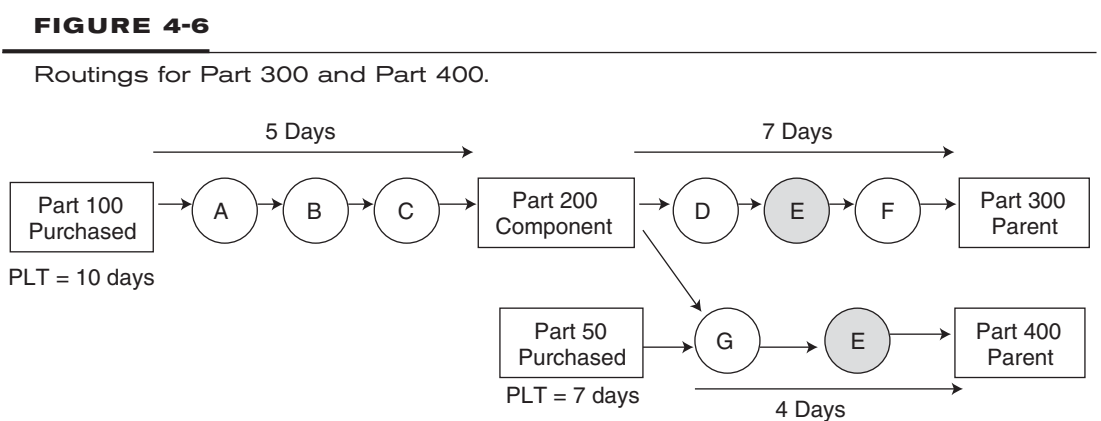 FIGURE 4-6
Routings for Part 300 and Part 400.
5 Days
7 Days
Part 100
Purchased
A
B
C
Part 200
Component
D
E
F
Part 300
Parent
PLT = 10 days
Part 50
Purchased
G
E
Part 400
Parent
PLT = 7 days
4 Days